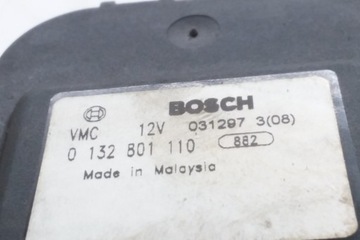 BOSCH
VMC 12V 031297 3(08)
0 132 801 110 882
Made in Malaysia